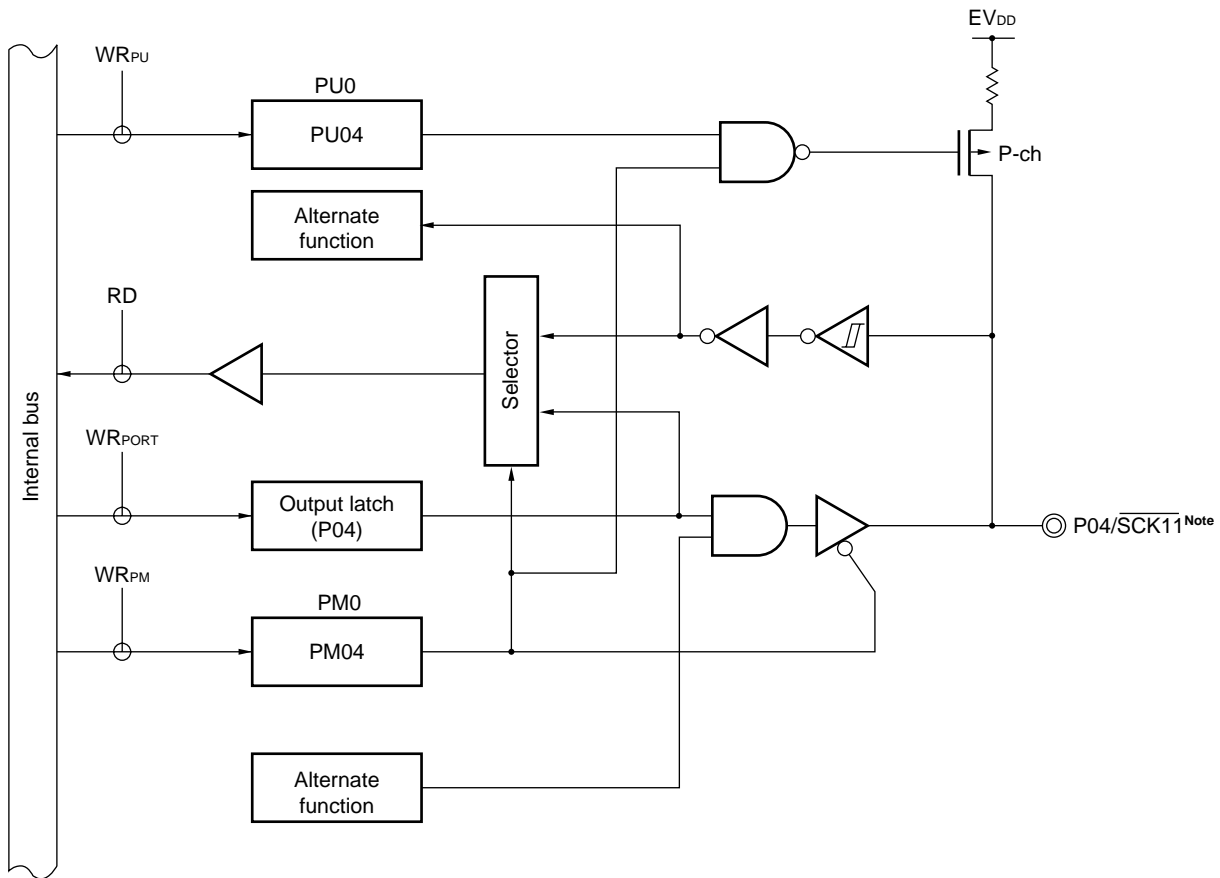 EVDD
WRPU
PU0
PU04
P-ch
Alternate
function
RD
Selector
Internal bus
WRPORT
Output latch
(P04)
P04/SCK11Note
WRPM
PM0
PM04
Alternate
function